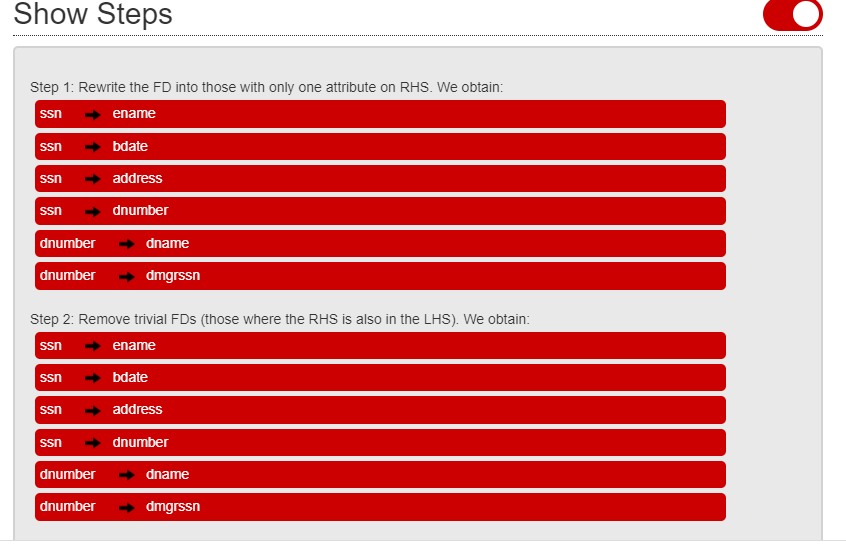 Show Steps
Step 1: Rewrite the FD into those with only one attribute on RHS. We obtain:
ssn ➡ ename
ssn ➡ bdate
ssn ➡ address
ssn ➡ dnumber
dnumber ➡ dname
dnumber ➡ dmgrssn
Step 2: Remove trivial FDs (those where the RHS is also in the LHS). We obtain:
ssn ➡ ename
ssn ➡ bdate
ssn ➡ address
ssn ➡ dnumber
dnumber ➡ dname
dnumber ➡ dmgrssn